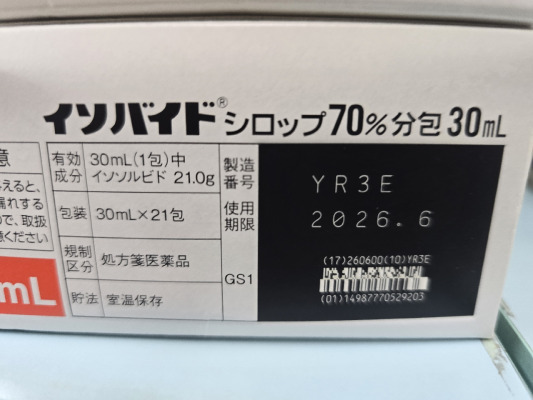 イソバイド®シロップ70%分包30mL
意
有効成分 30mL(1包)中
イソソルビド 21.0g
包装 30mL×21包
規制区分 処方箋医薬品
貯法 室温保存
製造番号 YR3E
使用期限 2026.6
GS1
(17)260600(10)YR3E
(01)14987770529203
えると、
漏れする
ので、取扱
意ください
mL